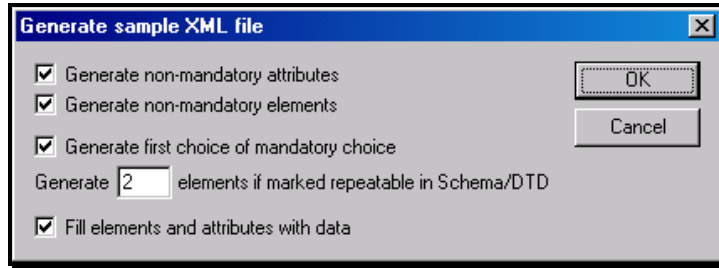 Generate sample XML file
Generate non-mandatory attributes
OK
Generate non-mandatory elements
Cancel
Generate first choice of mandatory choice
Generate 2 elements if marked repeatable in Schema/DTD
Fill elements and attributes with data